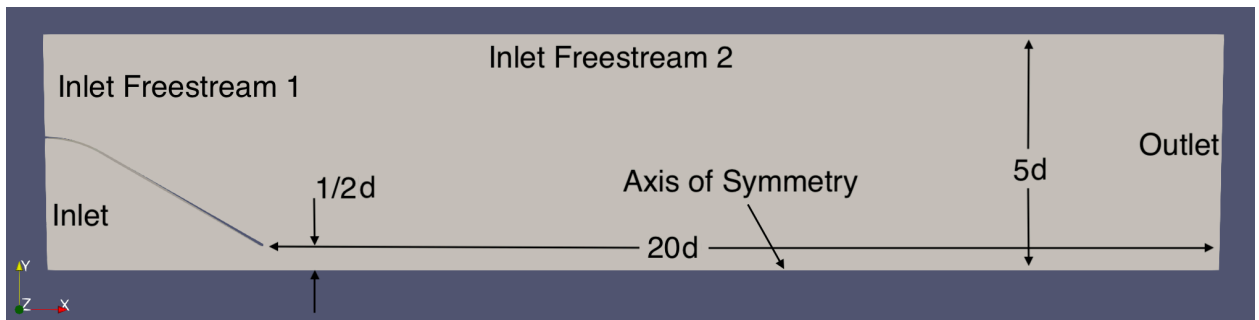 Inlet Freestream 2
Inlet Freestream 1
Outlet
5d
Axis of Symmetry
1/2d
Inlet
20d
Y
Z
X